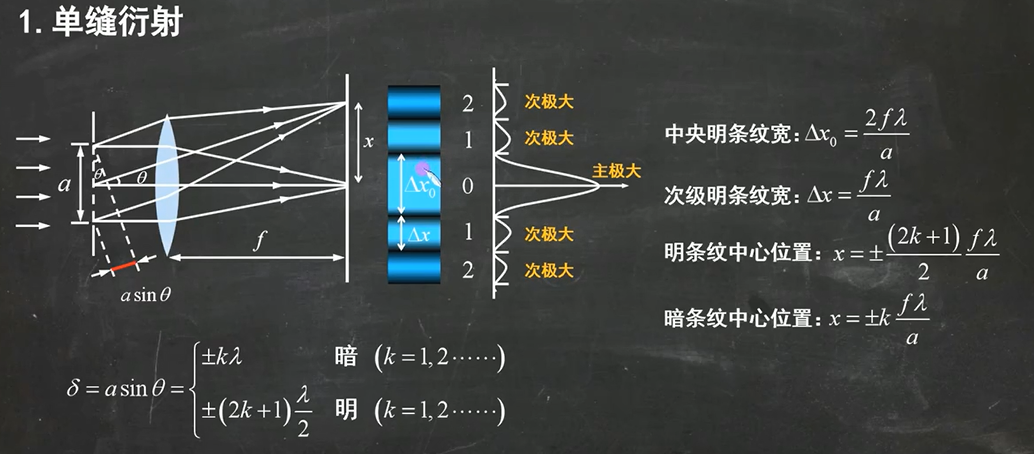 1. 单缝衍射
a
θ
θ
f
a sin θ
x
Δx₀
Δx
2
1
0
1
2
次极大
次极大
主极大
次极大
次极大
中央明条纹宽：Δx₀ = 2fλ/a
次级明条纹宽：Δx = fλ/a
明条纹中心位置：x = ± (2k+1)/2 fλ/a
暗条纹中心位置：x = ±k fλ/a
δ = a sin θ = { ±kλ 暗 (k = 1, 2 ⋯⋯)
±(2k+1) λ/2 明 (k = 1, 2 ⋯⋯)